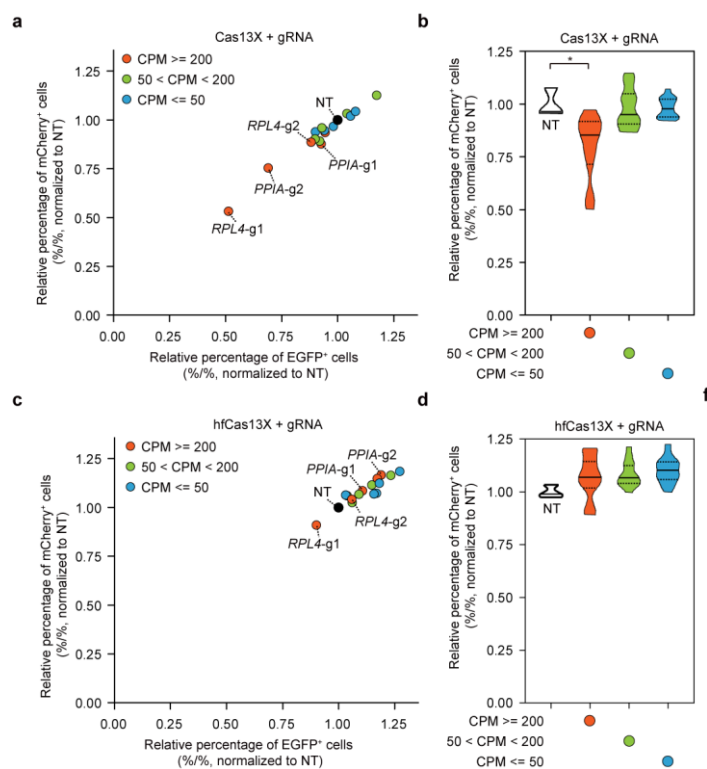 a
Cas13X + gRNA
CPM >= 200
50 < CPM < 200
CPM <= 50
NT
RPL4-g2
PPIA-g1
PPIA-g2
RPL4-g1
1.25
1.00
0.75
0.50
1.25
1.00
0.00 0.25 0.50 0.75 1.00 1.25
Relative percentage of mCherry⁺ cells
(%/%, normalized to NT)
Relative percentage of EGFP⁺ cells
(%/%, normalized to NT)
b
Cas13X + gRNA
*
NT
1.25
1.00
0.75
0.50
1.25
1.00
Relative percentage of mCherry⁺ cells
(%/%, normalized to NT)
CPM >= 200
50 < CPM < 200
CPM <= 50
c
hfCas13X + gRNA
CPM >= 200
50 < CPM < 200
CPM <= 50
PPIA-g2
PPIA-g1
NT
RPL4-g2
RPL4-g1
1.25
1.00
0.75
0.50
1.25
1.00
0.00 0.25 0.50 0.75 1.00 1.25
Relative percentage of mCherry⁺ cells
(%/%, normalized to NT)
Relative percentage of EGFP⁺ cells
(%/%, normalized to NT)
d
hfCas13X + gRNA
NT
1.25
1.00
0.75
0.50
1.25
1.00
Relative percentage of mCherry⁺ cells
(%/%, normalized to NT)
CPM >= 200
50 < CPM < 200
CPM <= 50
f